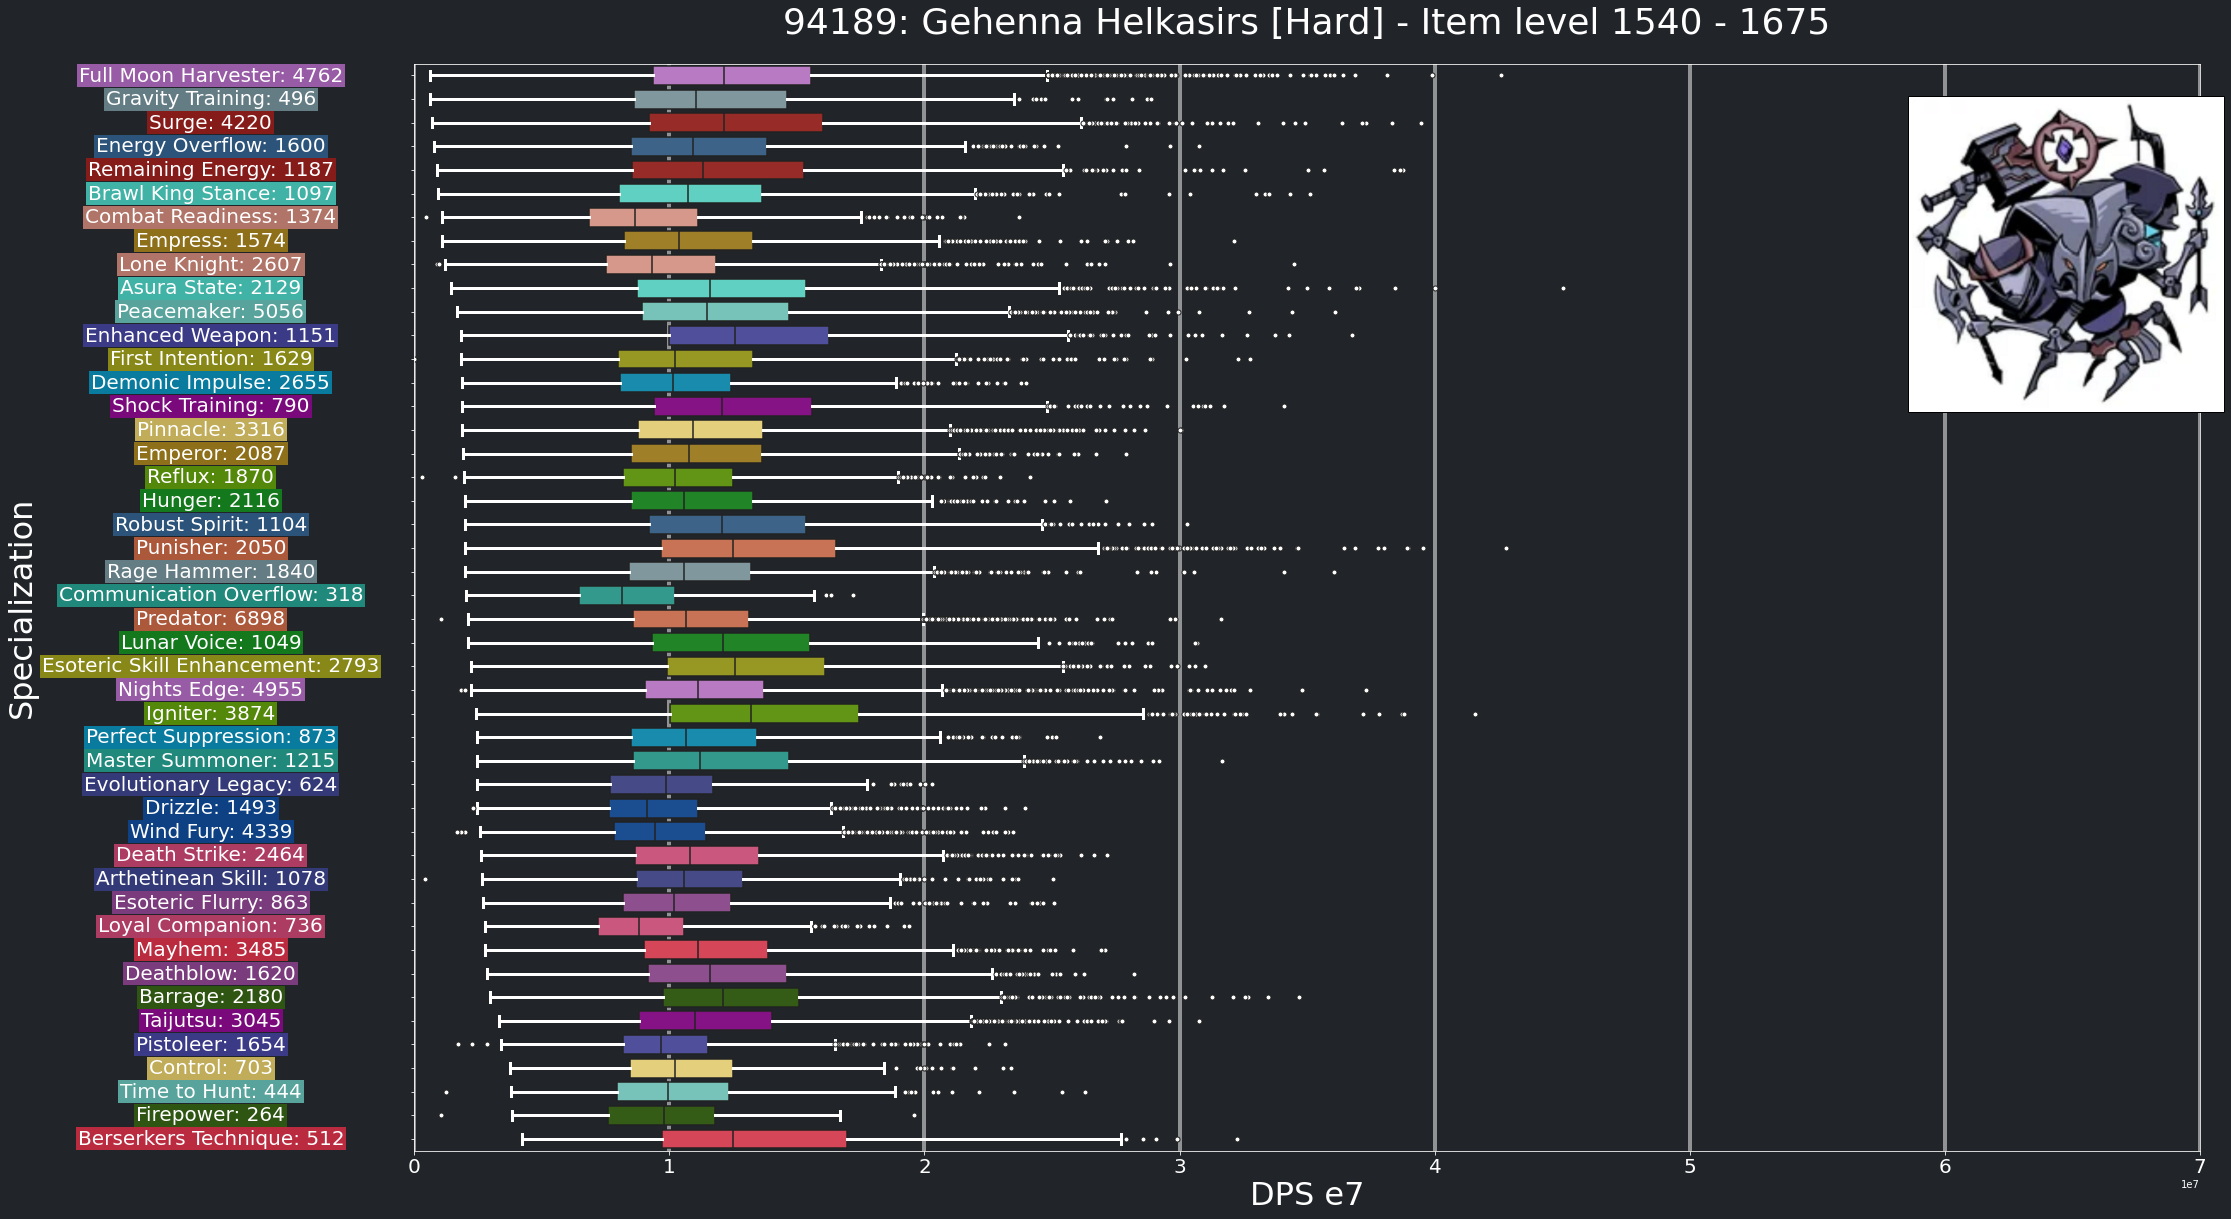 94189: Gehenna Helkasirs [Hard] - Item level 1540 - 1675
Full Moon Harvester: 4762
Gravity Training: 496
Surge: 4220
Energy Overflow: 1600
Remaining Energy: 1187
Brawl King Stance: 1097
Combat Readiness: 1374
Empress: 1574
Lone Knight: 2607
Asura State: 2129
Peacemaker: 5056
Enhanced Weapon: 1151
First Intention: 1629
Demonic Impulse: 2655
Shock Training: 790
Pinnacle: 3316
Emperor: 2087
Reflux: 1870
Hunger: 2116
Robust Spirit: 1104
Punisher: 2050
Rage Hammer: 1840
Communication Overflow: 318
Predator: 6898
Lunar Voice: 1049
Esoteric Skill Enhancement: 2793
Nights Edge: 4955
Igniter: 3874
Perfect Suppression: 873
Master Summoner: 1215
Evolutionary Legacy: 624
Drizzle: 1493
Wind Fury: 4339
Death Strike: 2464
Arthetinean Skill: 1078
Esoteric Flurry: 863
Loyal Companion: 736
Mayhem: 3485
Deathblow: 1620
Barrage: 2180
Taijutsu: 3045
Pistoleer: 1654
Control: 703
Time to Hunt: 444
Firepower: 264
Berserkers Technique: 512
Specialization
0 1 2 3 4 5 6 7
1e7
DPS e7